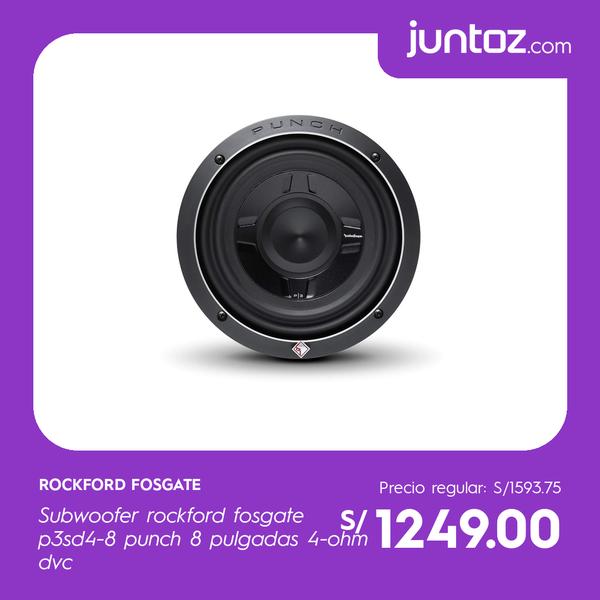 juntoz.com
PUNCH
P3
ROCKFORD FOSGATE
Precio regular: S/1593.75
Subwoofer rockford fosgate
p3sd4-8 punch 8 pulgadas 4-ohm
dvc
S/1249.00